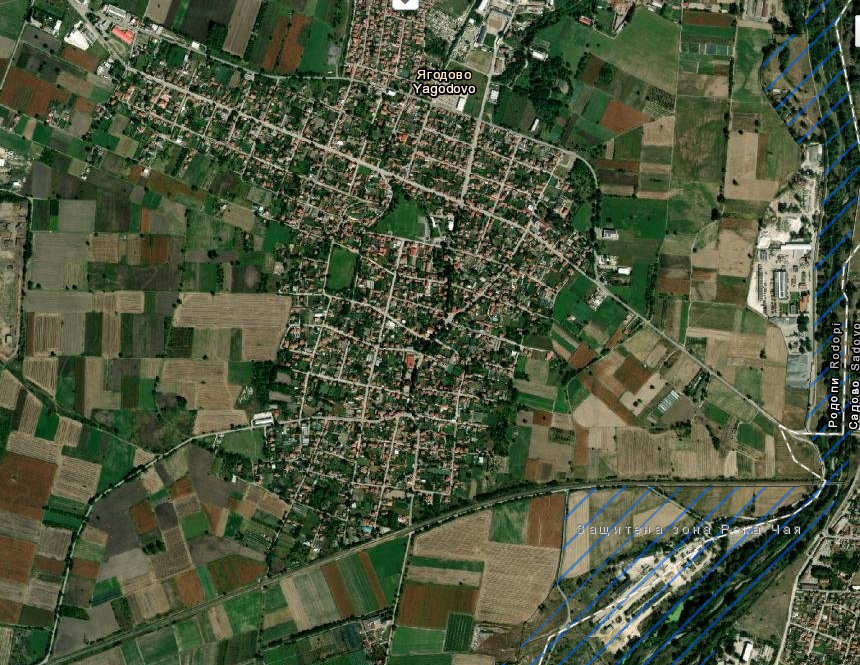 Ягодово
Yagodovo
Родопи Rodopi
Садово Sadovo
Защитена зона Река Чая